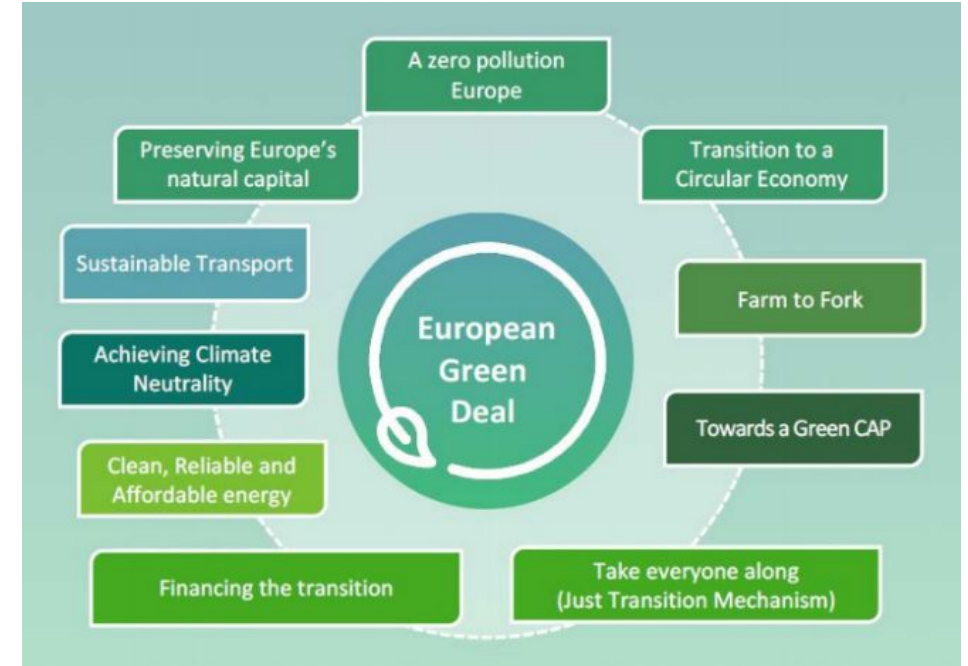 A zero pollution
Europe
Preserving Europe's
natural capital
Transition to a
Circular Economy
Sustainable Transport
Farm to Fork
European
Green
Deal
Achieving Climate
Neutrality
Towards a Green CAP
Clean, Reliable and
Affordable energy
Financing the transition
Take everyone along
(Just Transition Mechanism)